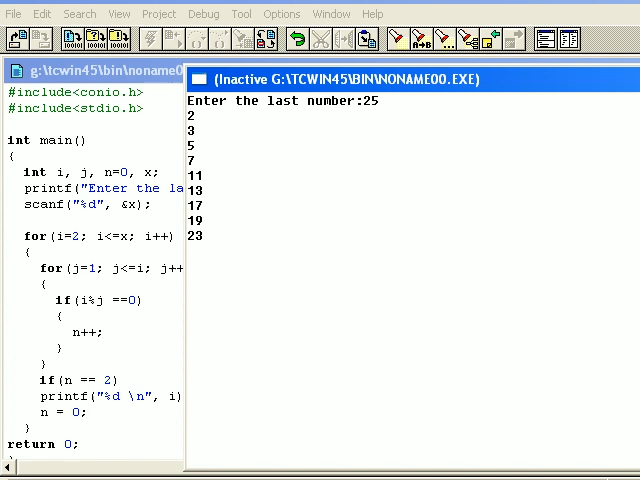 File Edit Search View Project Debug Tool Options Window Help
g:\tcwin45\bin\noname0
(Inactive G:\TCWIN45\BIN\NONAME00.EXE)
#include<conio.h>
#include<stdio.h>
int main()
{
int i, j, n=0, x;
printf("Enter the la
scanf("%d", &x);
for(i=2; i<=x; i++)
{
for(j=1; j<=i; j++
{
if(i%j ==0)
{
n++;
}
}
if(n == 2)
printf("%d \n", i)
n = 0;
}
return 0;
Enter the last number:25
2
3
5
7
11
13
17
19
23